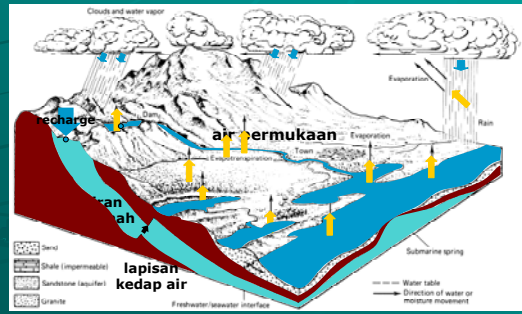 Clouds and water vapor
Evaporation
recharge
Dam
air permukaan
Rain
Town
Evaporation
Evapotranspiration
ran
ah
Sand
Shale (impermeable)
Sandstone (aquifer)
Granite
lapisan
kedap air
Submarine spring
Water table
Direction of water or
moisture movement
Freshwater/seawater interface